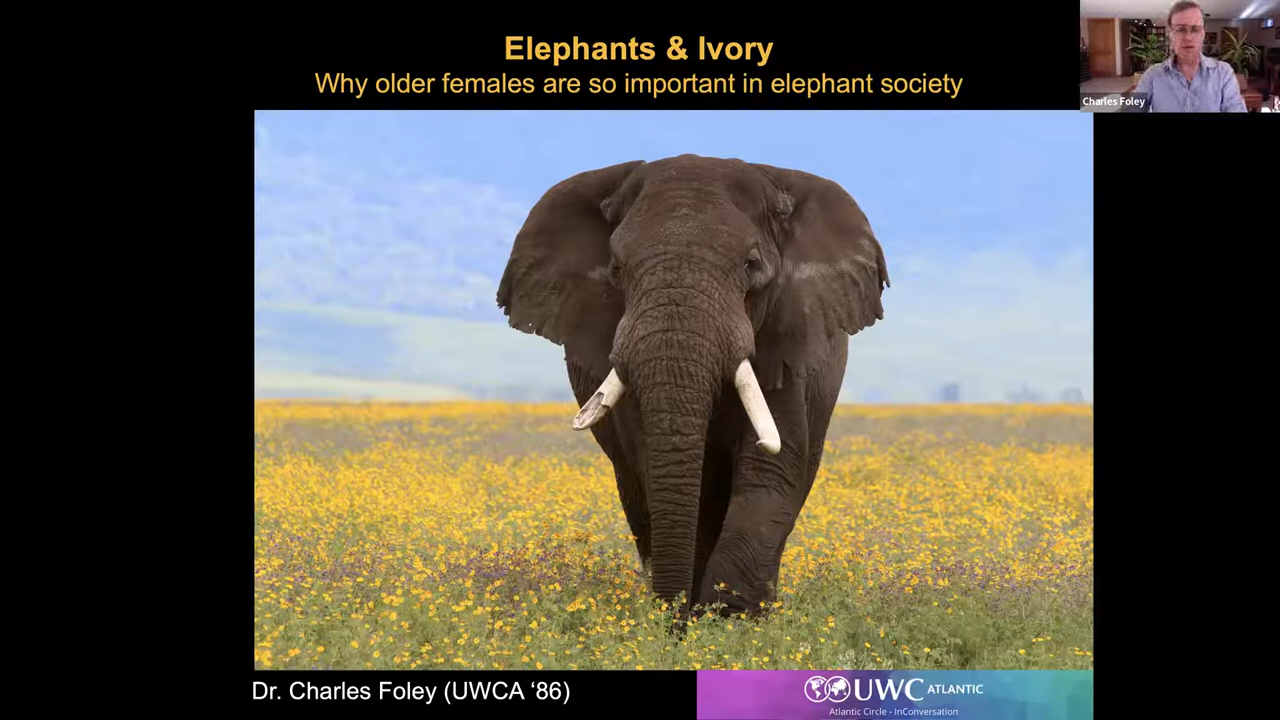 Elephants & Ivory
Why older females are so important in elephant society
Charles Foley
Dr. Charles Foley (UWCA ‘86)
UWC ATLANTIC
Atlantic Circle - InConversation